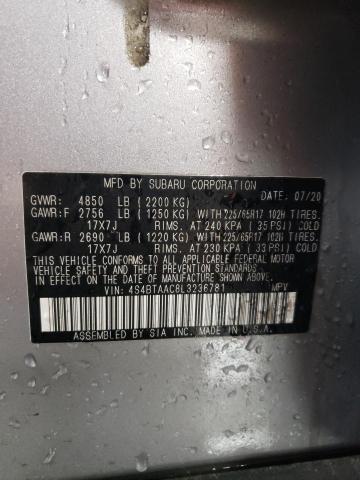 MFD BY SUBARU CORPORATION DATE: 07/20
GVWR: 4850 LB (2200 KG)
GAWR:F 2756 LB (1250 KG) WITH 225/65R17 102H TIRES.
17X7J RIMS. AT 240 KPA (35 PSI) COLD
GAWR:R 2690 LB (1220 KG) WITH 225/65R17 102H TIRES.
17X7J RIMS. AT 230 KPA (33 PSI) COLD
THIS VEHICLE CONFORMS TO ALL APPLICABLE FEDERAL MOTOR
VEHICLE SAFETY, BUMPER, AND THEFT PREVENTION STANDARDS
IN EFFECT ON THE DATE OF MANUFACTURE SHOWN ABOVE.
VIN: 4S4BTAAC8L3236781 MPV
ASSEMBLED BY SIA INC. MADE IN U.S.A.